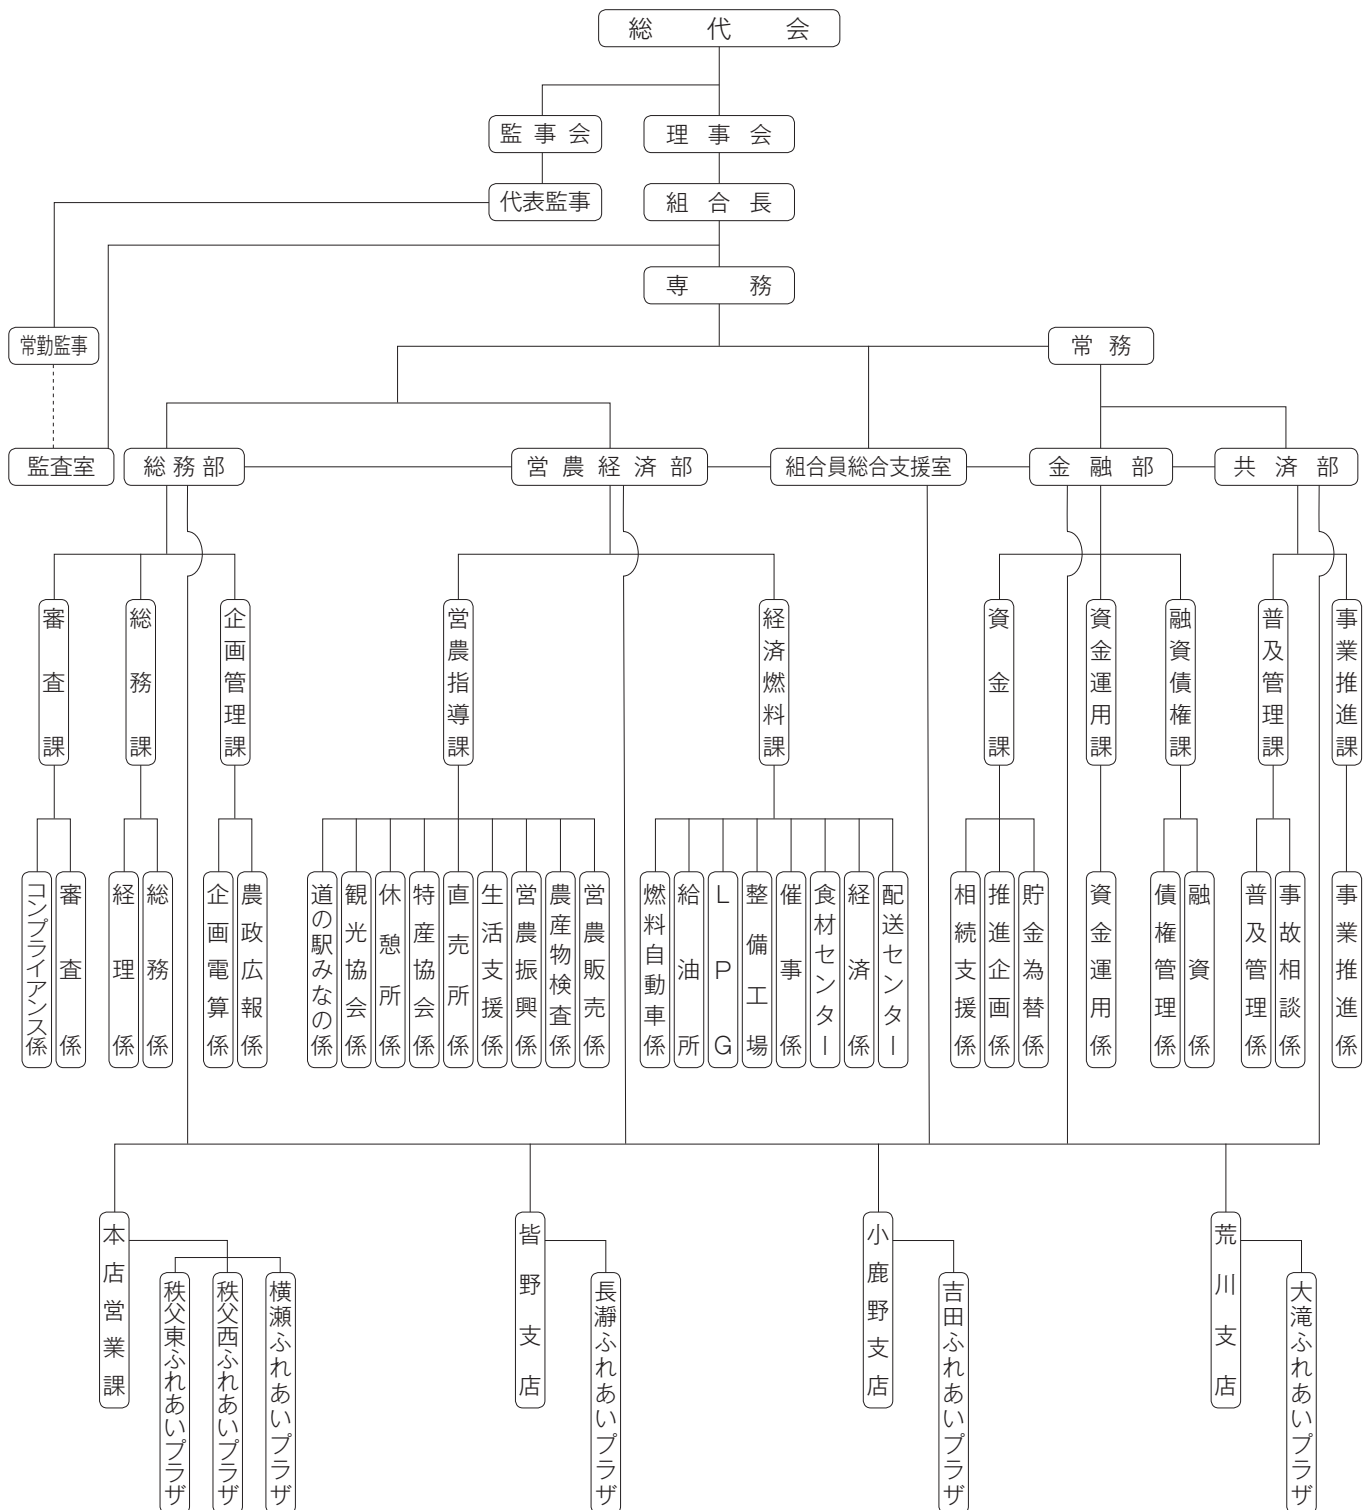 総代会
監事会
理事会
代表監事
組合長
専務
常勤監事
常務
監査室
総務部
営農経済部
組合員総合支援室
金融部
共済部
審査課
総務課
企画管理課
営農指導課
経済燃料課
資金課
資金運用課
融資債権課
普及管理課
事業推進課
コンプライアンス係
審査係
経理係
総務係
企画電算係
農政広報係
道の駅みなの係
観光協会係
休憩所係
特産協会係
直売所係
生活支援係
営農振興係
農産物検査係
営農販売係
燃料自動車係
給油所
LPG
整備工場
催事係
食材センター
経済係
配送センター
相続支援係
推進企画係
貯金為替係
資金運用係
債権管理係
融資係
普及管理係
事故相談係
事業推進係
本店営業課
秩父東ふれあいプラザ
秩父西ふれあいプラザ
横瀬ふれあいプラザ
皆野支店
長瀞ふれあいプラザ
小鹿野支店
吉田ふれあいプラザ
荒川支店
大滝ふれあいプラザ